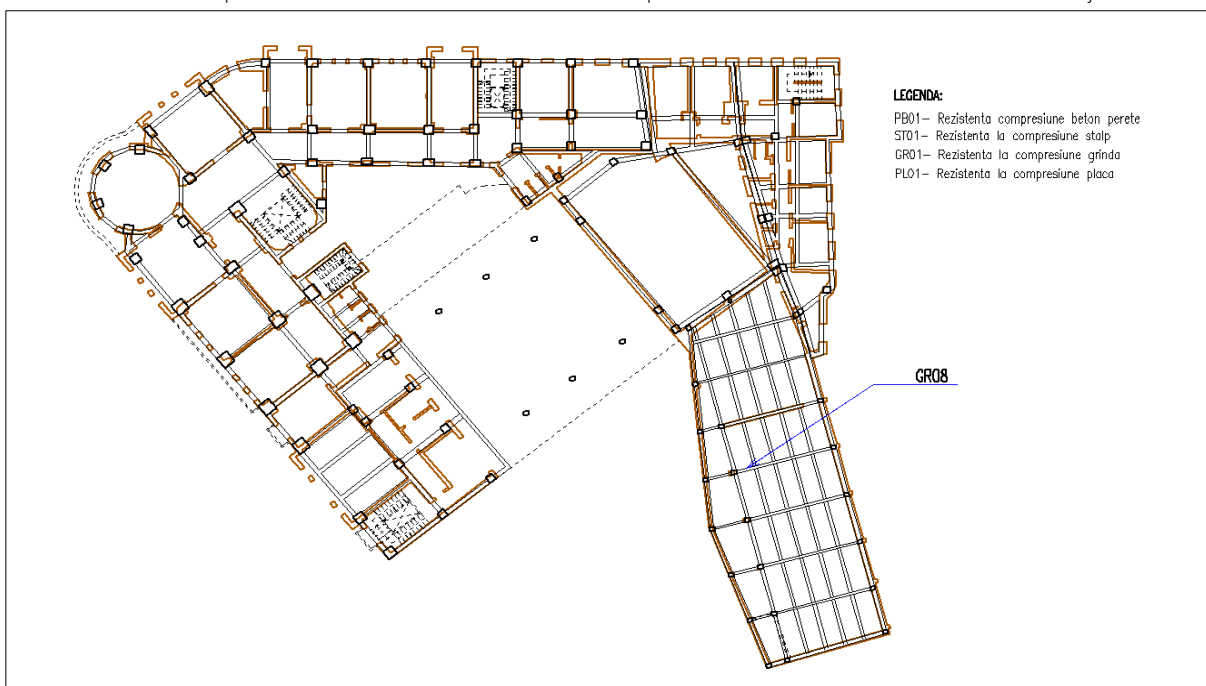 LEGENDA:
PB01- Rezistenta compresiune beton perete
ST01- Rezistenta la compresiune stalp
GR01- Rezistenta la compresiune grinda
PL01- Rezistenta la compresiune placa
GR08